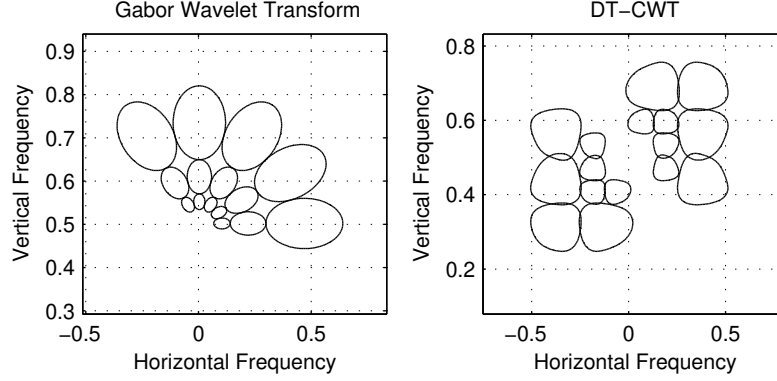 Gabor Wavelet Transform
0.9
0.8
0.7
0.6
0.5
0.4
0.3
−0.5
0
0.5
Vertical Frequency
Horizontal Frequency
DT−CWT
0.8
0.6
0.4
0.2
−0.5
0
0.5
Vertical Frequency
Horizontal Frequency